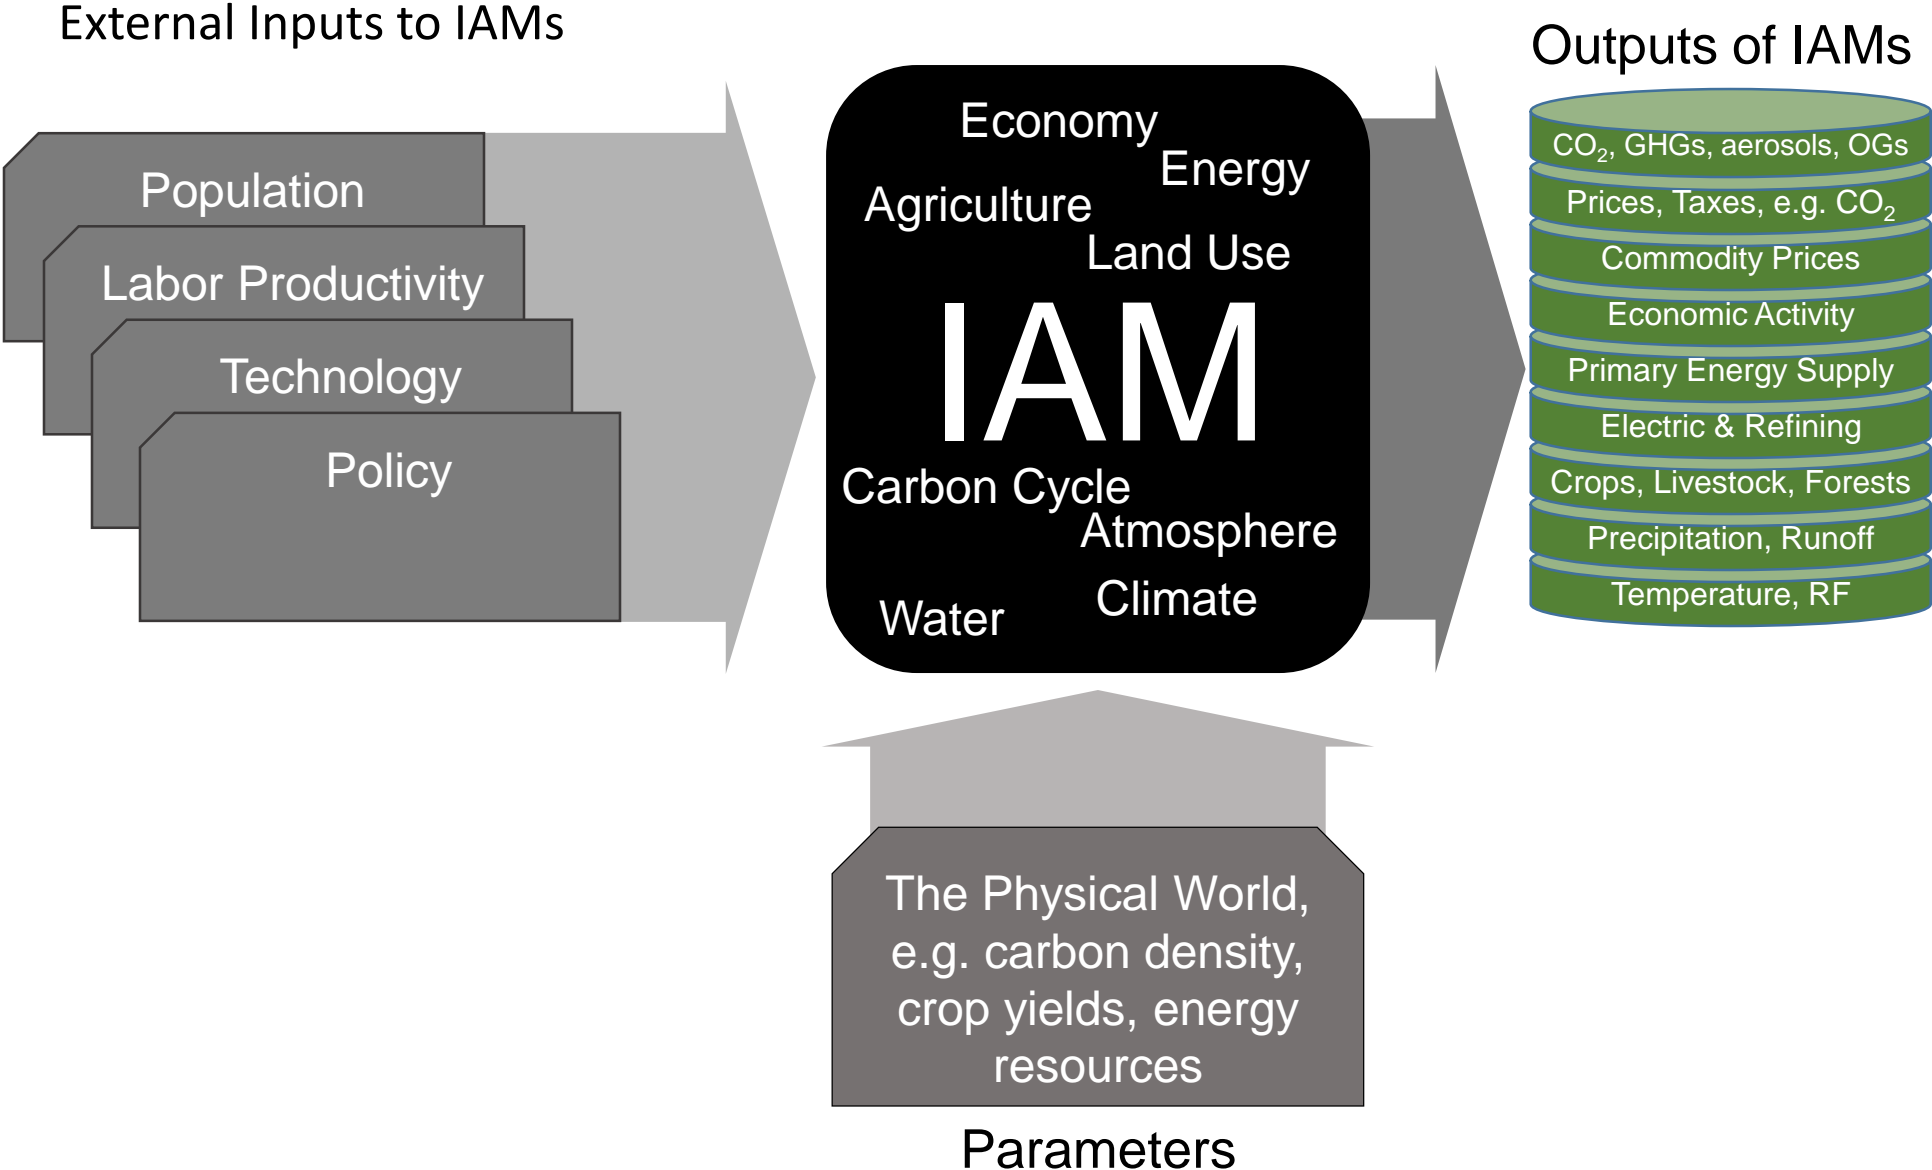 External Inputs to IAMs
Population
Labor Productivity
Technology
Policy
Economy
Energy
Agriculture
Land Use
IAM
Carbon Cycle
Atmosphere
Climate
Water
The Physical World,
e.g. carbon density,
crop yields, energy
resources
Parameters
Outputs of IAMs
CO₂, GHGs, aerosols, OGs
Prices, Taxes, e.g. CO₂
Commodity Prices
Economic Activity
Primary Energy Supply
Electric & Refining
Crops, Livestock, Forests
Precipitation, Runoff
Temperature, RF